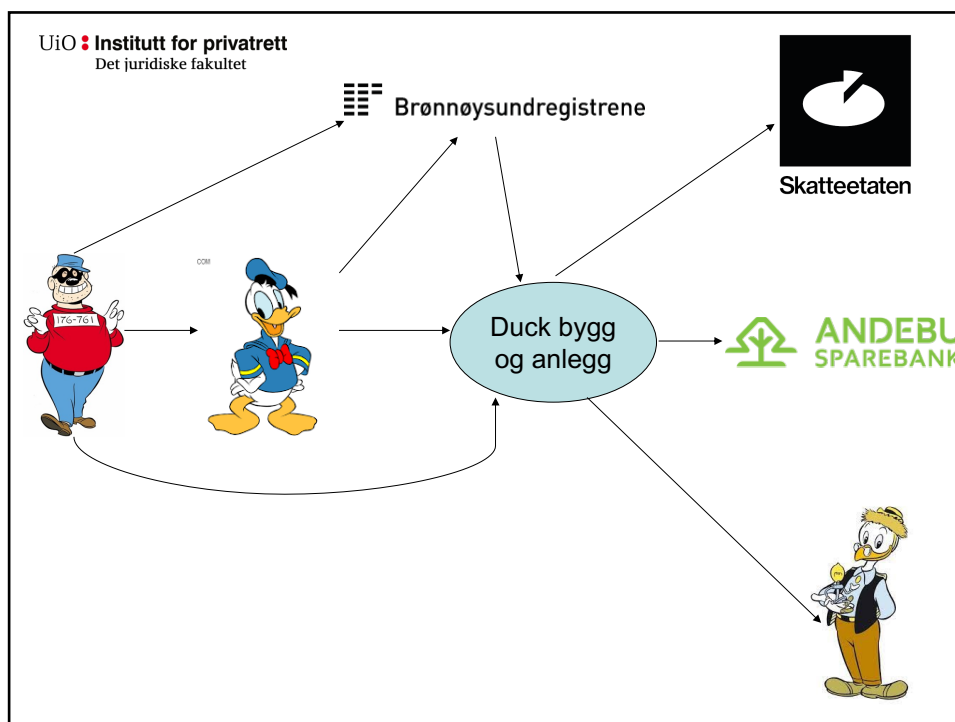 UiO Institutt for privatrett
Det juridiske fakultet
Brønnøysundregistrene
Skatteetaten
COM
176-761
Duck bygg
og anlegg
ANDEBU
SPAREBANK